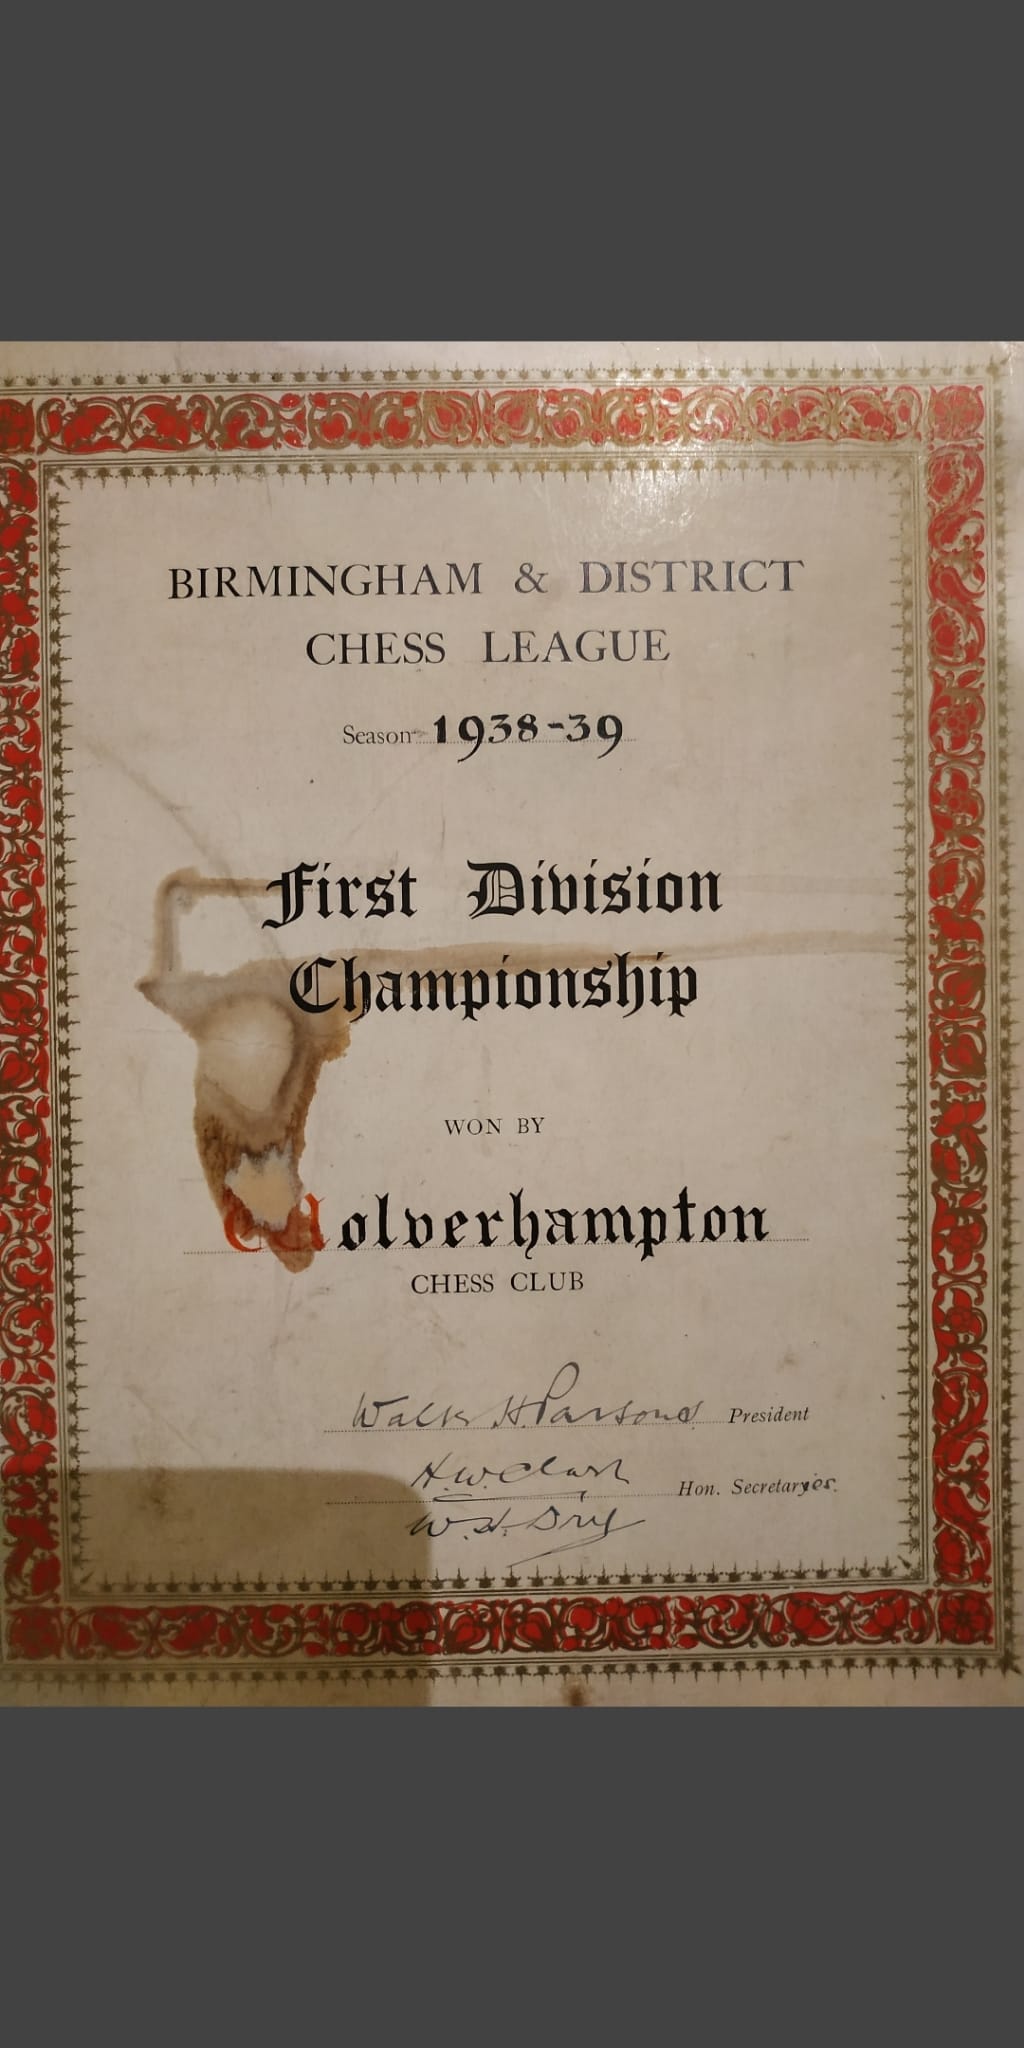 BIRMINGHAM & DISTRICT
CHESS LEAGUE
Season 1938-39
First Division
Championship
WON BY
Wolverhampton
CHESS CLUB
Walter H. Parsons President
H.W. Clark Hon. Secretaryies.
W.H.